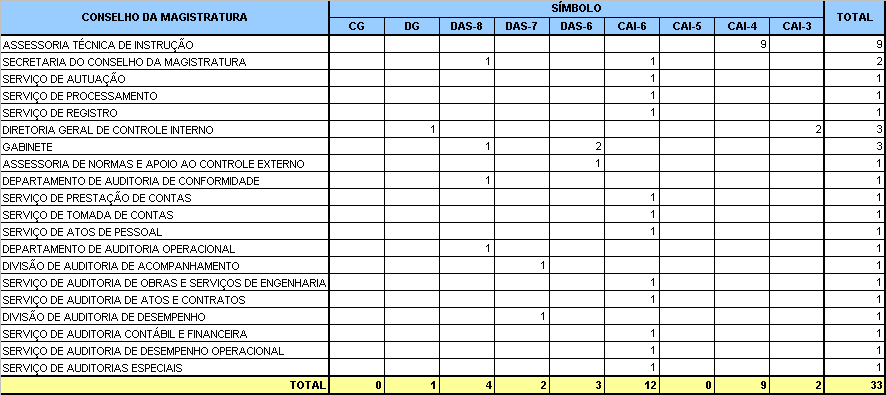 CONSELHO DA MAGISTRATURA SÍMBOLO TOTAL
CG DG DAS-8 DAS-7 DAS-6 CAI-6 CAI-5 CAI-4 CAI-3
ASSESSORIA TÉCNICA DE INSTRUÇÃO 9 9
SECRETARIA DO CONSELHO DA MAGISTRATURA 1 1 2
SERVIÇO DE AUTUAÇÃO 1 1
SERVIÇO DE PROCESSAMENTO 1 1
SERVIÇO DE REGISTRO 1 1
DIRETORIA GERAL DE CONTROLE INTERNO 1 2 3
GABINETE 1 2 3
ASSESSORIA DE NORMAS E APOIO AO CONTROLE EXTERNO 1 1
DEPARTAMENTO DE AUDITORIA DE CONFORMIDADE 1 1
SERVIÇO DE PRESTAÇÃO DE CONTAS 1 1
SERVIÇO DE TOMADA DE CONTAS 1 1
SERVIÇO DE ATOS DE PESSOAL 1 1
DEPARTAMENTO DE AUDITORIA OPERACIONAL 1 1
DIVISÃO DE AUDITORIA DE ACOMPANHAMENTO 1 1
SERVIÇO DE AUDITORIA DE OBRAS E SERVIÇOS DE ENGENHARIA 1 1
SERVIÇO DE AUDITORIA DE ATOS E CONTRATOS 1 1
DIVISÃO DE AUDITORIA DE DESEMPENHO 1 1
SERVIÇO DE AUDITORIA CONTÁBIL E FINANCEIRA 1 1
SERVIÇO DE AUDITORIA DE DESEMPENHO OPERACIONAL 1 1
SERVIÇO DE AUDITORIAS ESPECIAIS 1 1
TOTAL 0 1 4 2 3 12 0 9 2 33